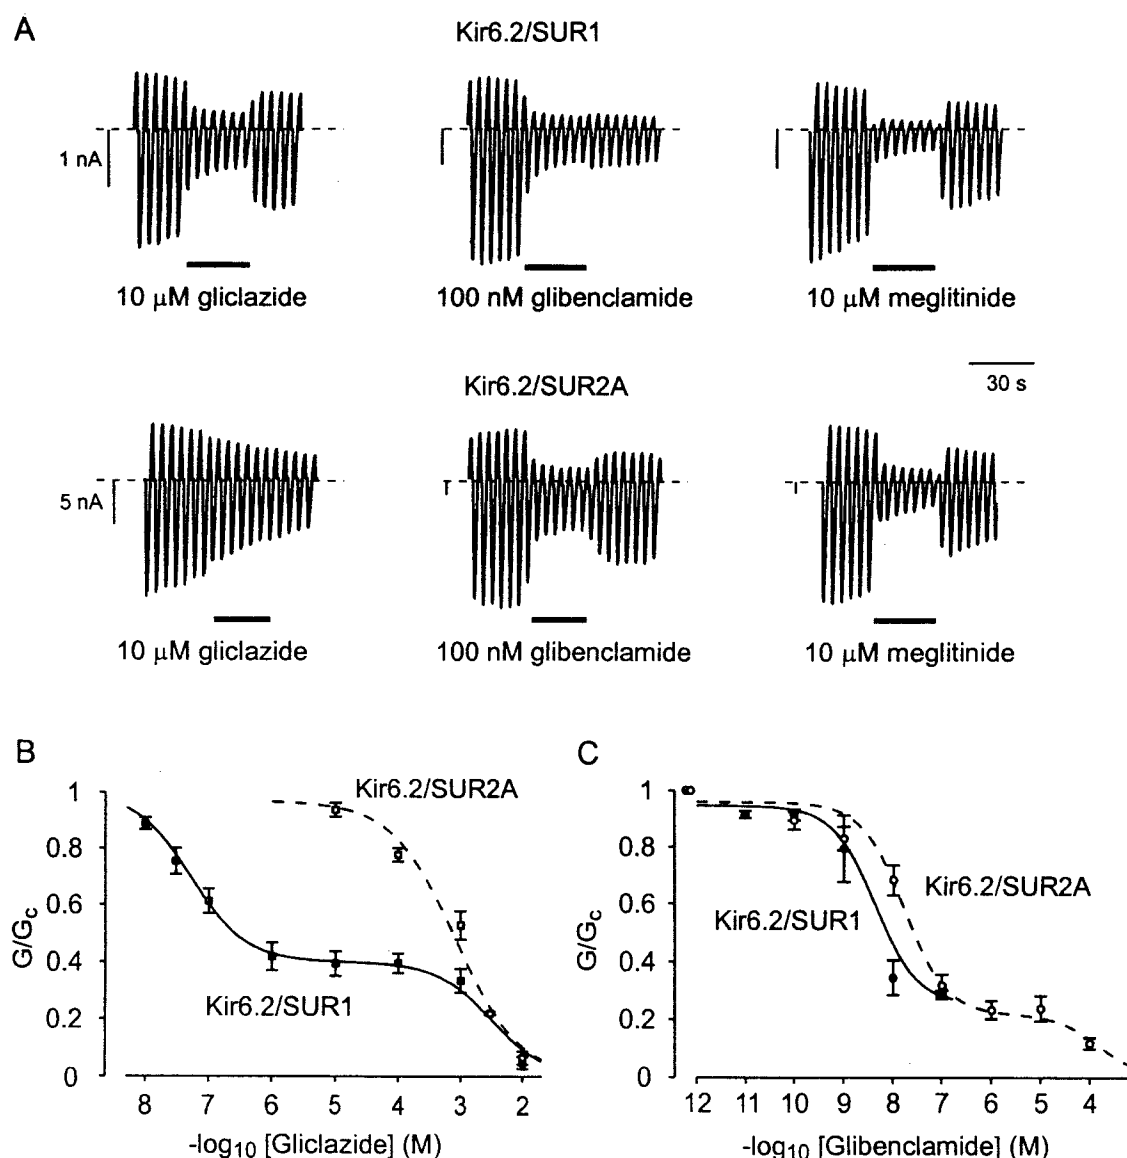 A
Kir6.2/SUR1
1 nA
10 μM gliclazide
100 nM glibenclamide
10 μM meglitinide
30 s
Kir6.2/SUR2A
5 nA
10 μM gliclazide
100 nM glibenclamide
10 μM meglitinide
B
1
0.8
0.6
0.4
0.2
0
G/Gc
Kir6.2/SUR2A
Kir6.2/SUR1
8 7 6 5 4 3 2
-log10 [Gliclazide] (M)
C
1
0.8
0.6
0.4
0.2
0
G/Gc
Kir6.2/SUR2A
Kir6.2/SUR1
12 11 10 9 8 7 6 5 4
-log10 [Glibenclamide] (M)